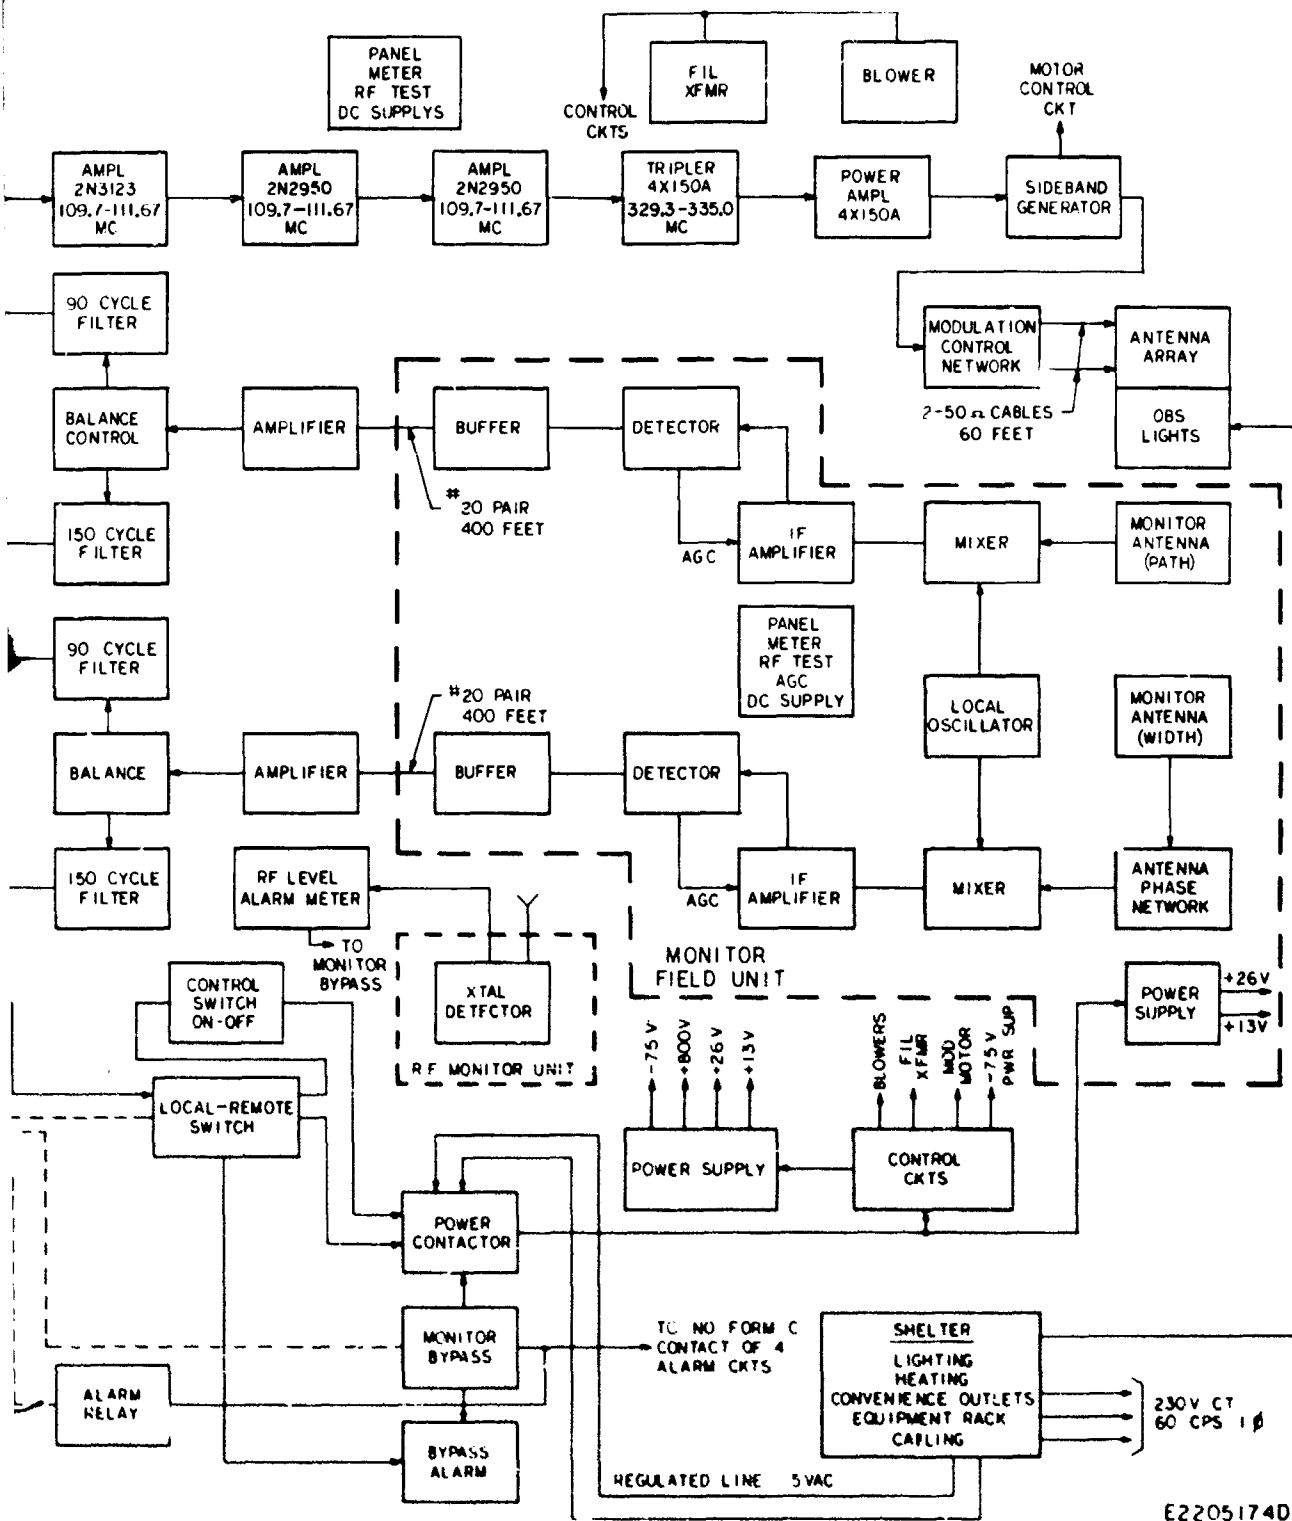 PANEL
METER
RF TEST
DC SUPPLYS
CONTROL
CKTS
FIL
XFMR
BLOWER
MOTOR
CONTROL
CKT
AMPL
2N3123
109.7-111.67
MC
AMPL
2N2950
109.7-111.67
MC
AMPL
2N2950
109.7-111.67
MC
TRIPLER
4X150A
329.3-335.0
MC
POWER
AMPL
4X150A
SIDEBAND
GENERATOR
90 CYCLE
FILTER
MODULATION
CONTROL
NETWORK
ANTENNA
ARRAY
2-50 Ω CABLES
60 FEET
OBS
LIGHTS
BALANCE
CONTROL
AMPLIFIER
BUFFER
DETECTOR
#20 PAIR
400 FEET
150 CYCLE
FILTER
AGC
IF
AMPLIFIER
MIXER
MONITOR
ANTENNA
(PATH)
90 CYCLE
FILTER
PANEL
METER
RF TEST
AGC
DC SUPPLY
#20 PAIR
400 FEET
LOCAL
OSCILLATOR
MONITOR
ANTENNA
(WIDTH)
BALANCE
AMPLIFIER
BUFFER
DETECTOR
150 CYCLE
FILTER
RF LEVEL
ALARM METER
AGC
IF
AMPLIFIER
MIXER
ANTENNA
PHASE
NETWORK
TO
MONITOR
BYPASS
MONITOR
FIELD UNIT
CONTROL
SWITCH
ON-OFF
XTAL
DETECTOR
RF MONITOR UNIT
POWER
SUPPLY
+26V
+13V
-75V
+800V
+26V
+13V
BLOWERS
FIL
XFMR
MOD
MOTOR
-75V
PWR SUP
LOCAL-REMOTE
SWITCH
POWER SUPPLY
CONTROL
CKTS
POWER
CONTACTOR
MONITOR
BYPASS
TO NO FORM C
CONTACT OF 4
ALARM CKTS
SHELTER
LIGHTING
HEATING
CONVENIENCE OUTLETS
EQUIPMENT RACK
CABLING
230V CT
60 CPS 1 Ø
ALARM
RELAY
BYPASS
ALARM
REGULATED LINE 5VAC
E2205174D